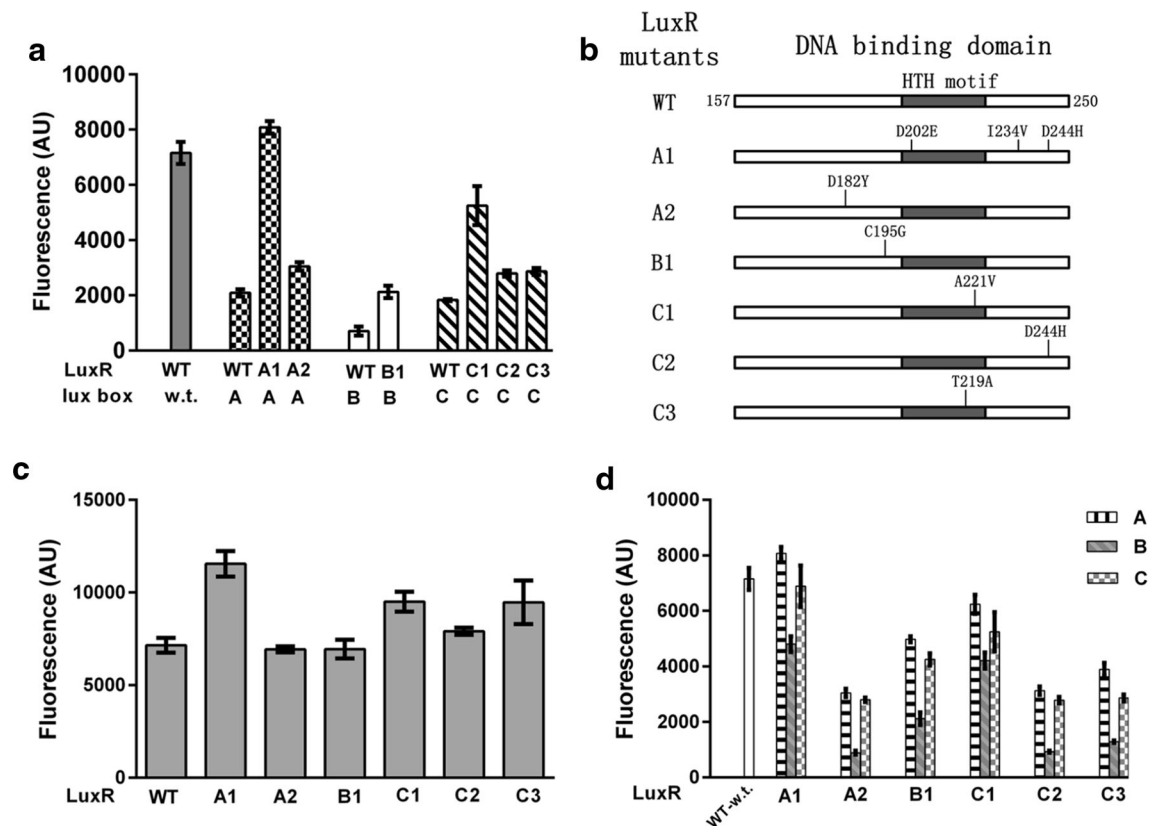 a
Fluorescence (AU)
10000
8000
6000
4000
2000
0
LuxR WT WT A1 A2 WT B1 WT C1 C2 C3
lux box w.t. A A A B B C C C C
b
LuxR mutants
DNA binding domain
HTH motif
WT 157 250
D202E I234V D244H
A1
D182Y
A2
C195G
B1
A221V
C1
D244H
C2
T219A
C3
c
Fluorescence (AU)
15000
10000
5000
0
LuxR WT A1 A2 B1 C1 C2 C3
d
Fluorescence (AU)
10000
8000
6000
4000
2000
0
A
B
C
LuxR WT-w.t. A1 A2 B1 C1 C2 C3